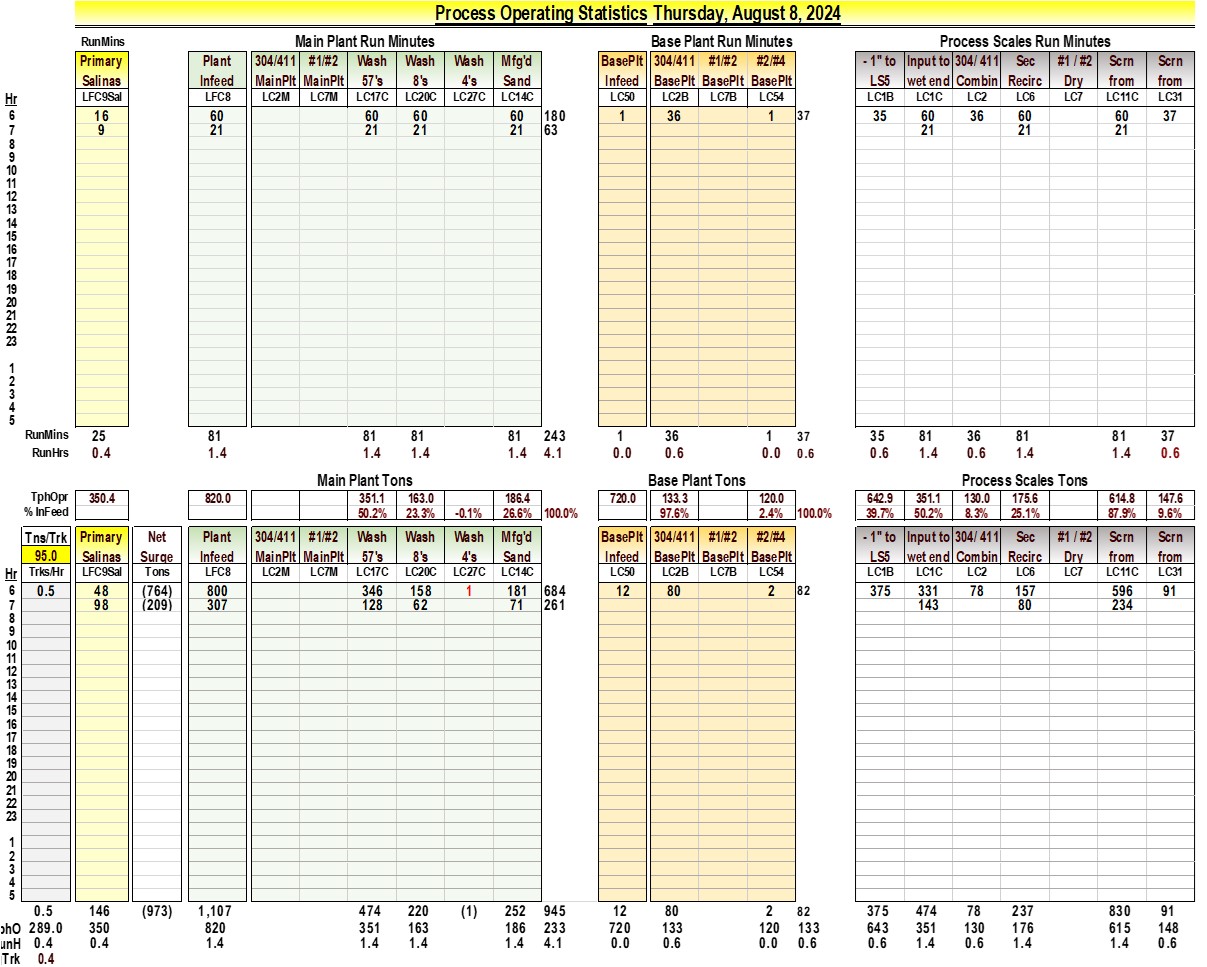 Process Operating Statistics Thursday, August 8, 2024
RunMins Main Plant Run Minutes Base Plant Run Minutes Process Scales Run Minutes
Primary Plant 304/411 #1/#2 Wash Wash Wash Mfg'd BasePlt 304/411 #1/#2 #2/#4 - 1" to Input to 304/ 411 Sec #1 / #2 Scrn Scrn
Salinas Infeed MainPlt MainPlt 57's 8's 4's Sand Infeed BasePlt BasePlt BasePlt LS5 wet end Combin Recirc Dry from from
Hr LFC9Sal LFC8 LC2M LC7M LC17C LC20C LC27C LC14C LC50 LC2B LC7B LC54 LC1B LC1C LC2 LC6 LC7 LC11C LC31
6 16 60 60 60 60 180 1 36 1 37 35 60 36 60 60 37
7 9 21 21 21 21 63 21 21 21
8
9
10
11
12
13
14
15
16
17
18
19
20
21
22
23
1
2
3
4
5
RunMins 25 81 81 81 81 243 1 36 1 37 35 81 36 81 81 37
RunHrs 0.4 1.4 1.4 1.4 1.4 4.1 0.0 0.6 0.0 0.6 0.6 1.4 0.6 1.4 1.4 0.6
Main Plant Tons Base Plant Tons Process Scales Tons
TphOpr 350.4 820.0 351.1 163.0 186.4 720.0 133.3 120.0 642.9 351.1 130.0 175.6 614.8 147.6
% InFeed 50.2% 23.3% -0.1% 26.6% 100.0% 97.6% 2.4% 100.0% 39.7% 50.2% 8.3% 25.1% 87.9% 9.6%
Tns/Trk Primary Net Plant 304/411 #1/#2 Wash Wash Wash Mfg'd BasePlt 304/411 #1/#2 #2/#4 - 1" to Input to 304/ 411 Sec #1 / #2 Scrn Scrn
95.0 Salinas Surge Infeed MainPlt MainPlt 57's 8's 4's Sand Infeed BasePlt BasePlt BasePlt LS5 wet end Combin Recirc Dry from from
Hr Trks/Hr LFC9Sal Tons LFC8 LC2M LC7M LC17C LC20C LC27C LC14C LC50 LC2B LC7B LC54 LC1B LC1C LC2 LC6 LC7 LC11C LC31
6 0.5 48 (764) 800 346 158 1 181 684 12 80 2 82 375 331 78 157 596 91
7 98 (209) 307 128 62 71 261 143 80 234
8
9
10
11
12
13
14
15
16
17
18
19
20
21
22
23
1
2
3
4
5
0.5 146 (973) 1,107 474 220 (1) 252 945 12 80 2 82 375 474 78 237 830 91
phO 289.0 350 820 351 163 186 233 720 133 120 133 643 351 130 176 615 148
unH 0.4 0.4 1.4 1.4 1.4 1.4 4.1 0.0 0.6 0.0 0.6 0.6 1.4 0.6 1.4 1.4 0.6
Trk 0.4